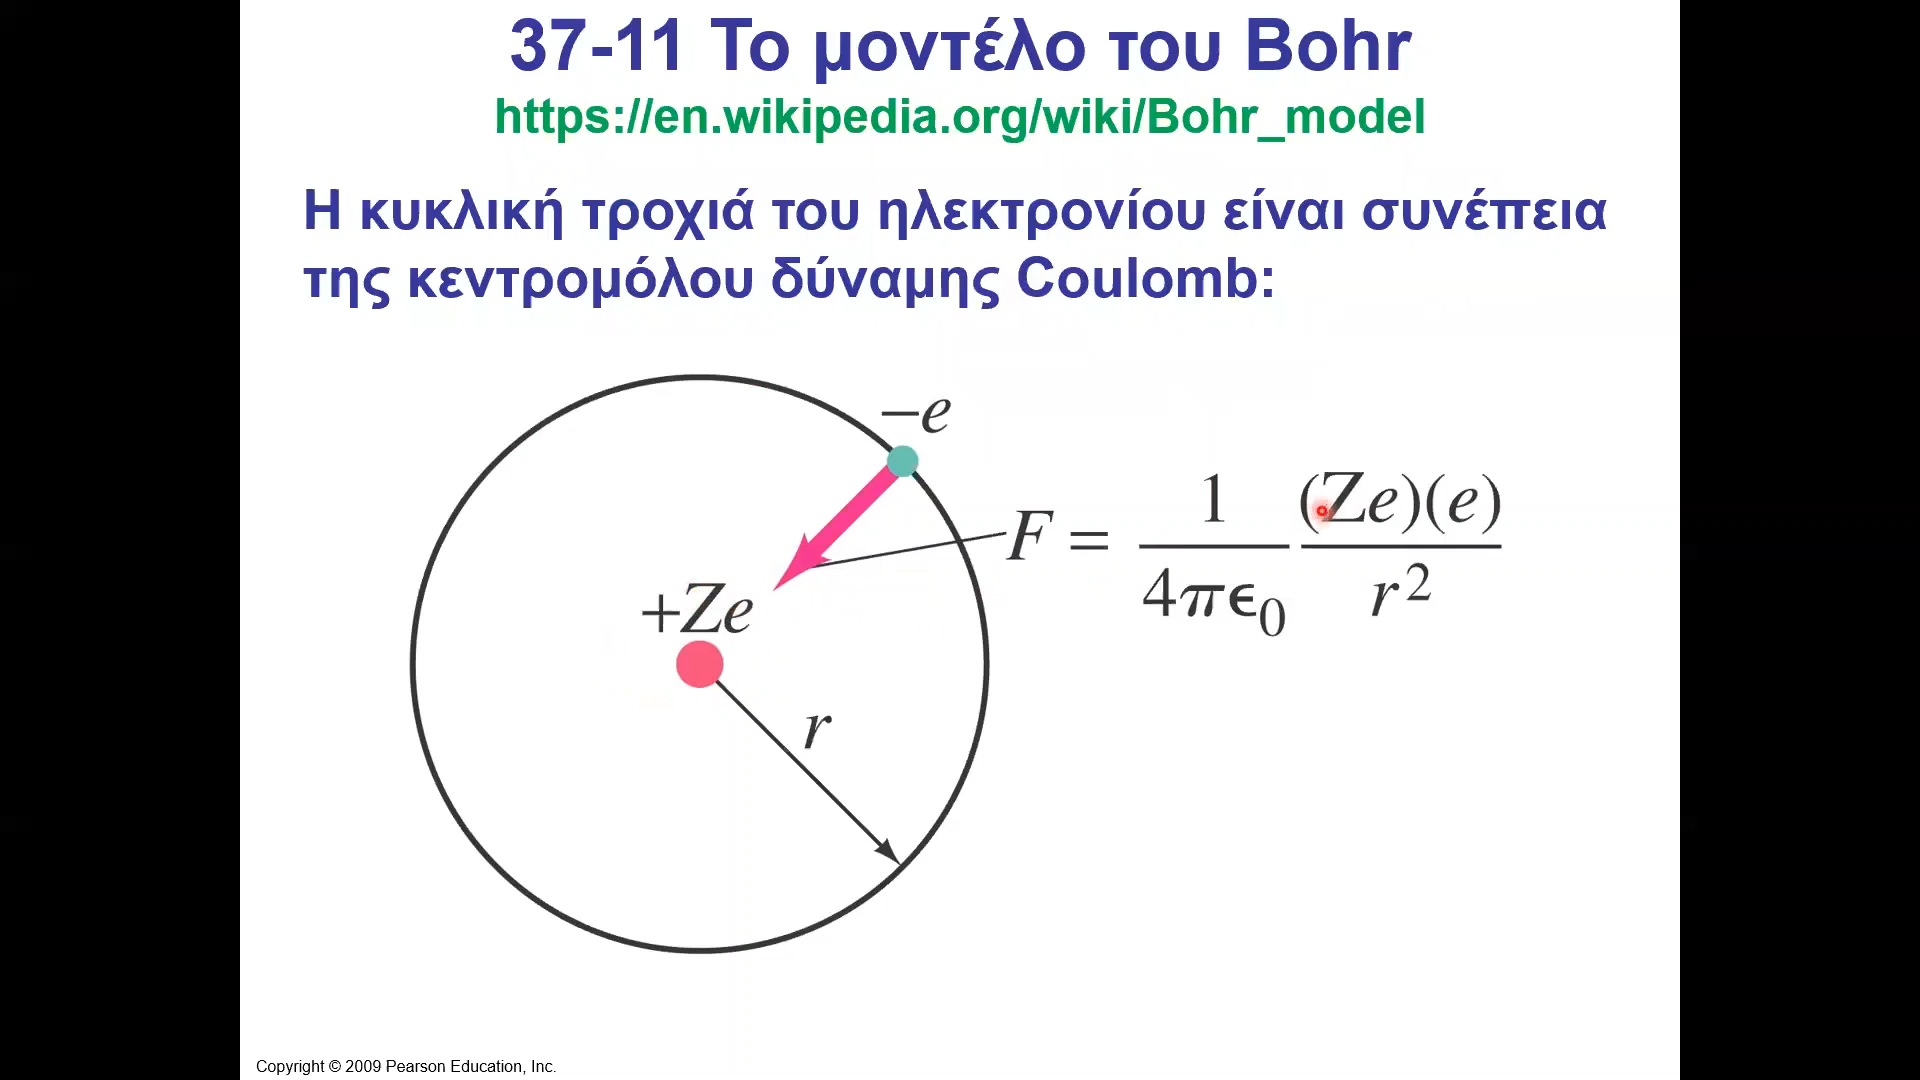 37-11 Το μοντέλο του Bohr
https://en.wikipedia.org/wiki/Bohr_model
Η κυκλική τροχιά του ηλεκτρονίου είναι συνέπεια
της κεντρομόλου δύναμης Coulomb:
−e
F = 1/4πϵ₀ (Ze)(e)/r²
+Ze
r
Copyright © 2009 Pearson Education, Inc.